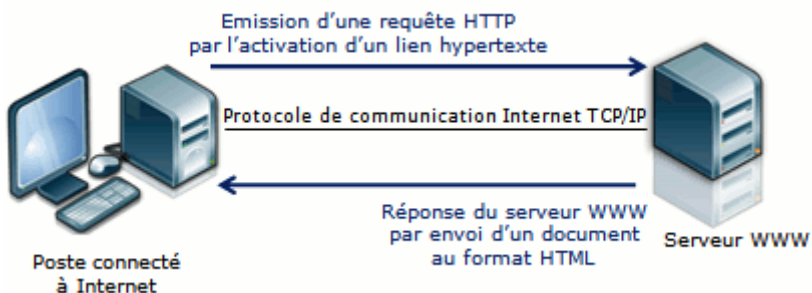 Emission d'une requête HTTP
par l'activation d'un lien hypertexte
Protocole de communication Internet TCP/IP
Réponse du serveur WWW
par envoi d'un document
au format HTML
Serveur WWW
Poste connecté
à Internet